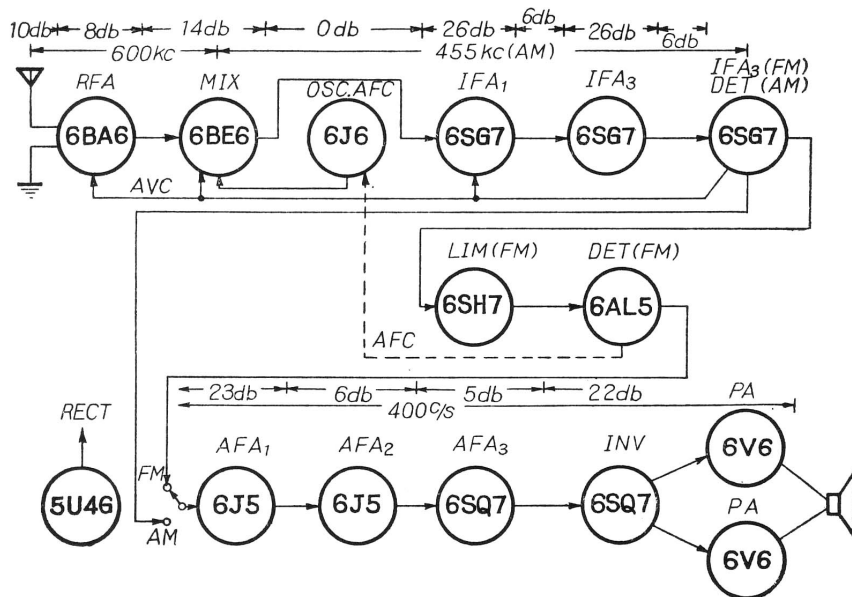 10db 8db 14db 0db 26db 6db 26db 6db
600kc 455kc(AM)
RFA MIX OSC.AFC IFA1 IFA3 IFA3(FM)
DET(AM)
6BA6 6BE6 6J6 6SG7 6SG7 6SG7
AVC
LIM(FM) DET(FM)
6SH7 6AL5
AFC
23db 6db 5db 22db
400c/s
RECT PA
AFA1 AFA2 AFA3 INV
6V6
FM
5U4G 6J5 6J5 6SQ7 6SQ7
AM
PA
6V6